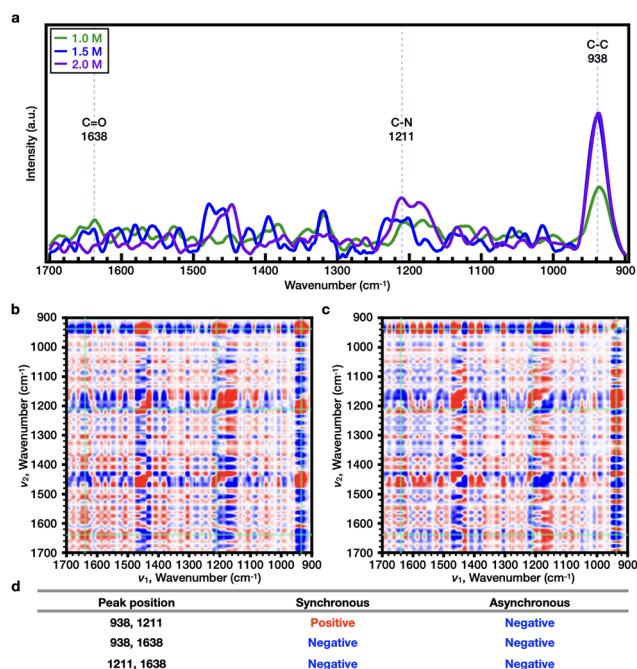 a
1.0 M
1.5 M
2.0 M
C=O
1638
C-N
1211
C-C
938
Intensity (a.u.)
1700 1600 1500 1400 1300 1200 1100 1000 900
Wavenumber (cm⁻¹)
b
900
1000
1100
1200
1300
1400
1500
1600
1700
ν₂, Wavenumber (cm⁻¹)
1700 1600 1500 1400 1300 1200 1100 1000 900
ν₁, Wavenumber (cm⁻¹)
c
900
1000
1100
1200
1300
1400
1500
1600
1700
ν₂, Wavenumber (cm⁻¹)
1700 1600 1500 1400 1300 1200 1100 1000 900
ν₁, Wavenumber (cm⁻¹)
d
Peak position Synchronous Asynchronous
938, 1211 Positive Negative
938, 1638 Negative Negative
1211, 1638 Negative Negative